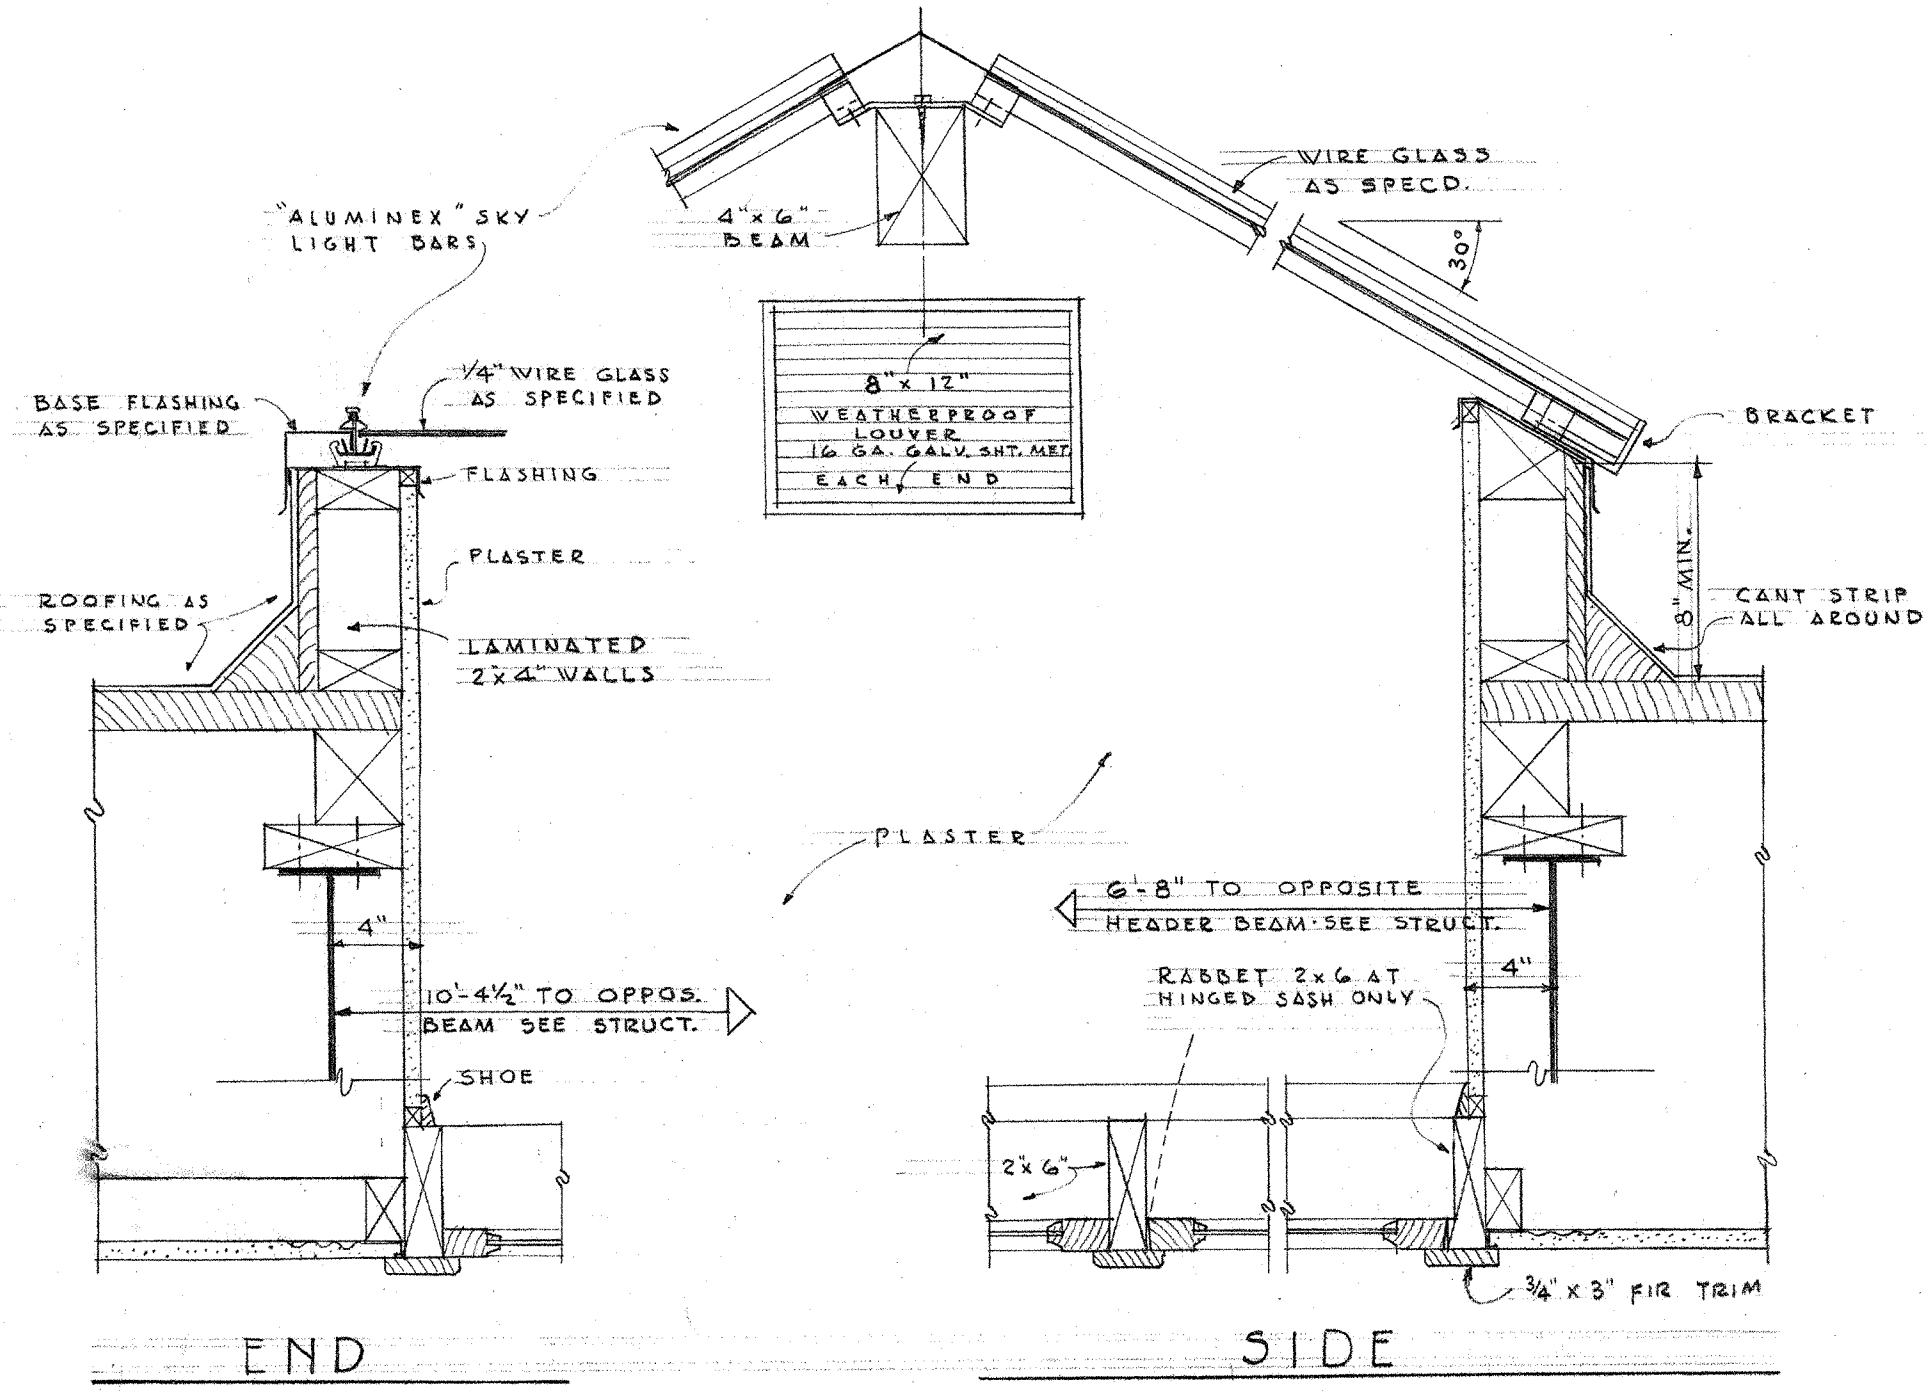 "ALUMINEX" SKY
LIGHT BARS
4"x 6"
BEAM
WIRE GLASS
AS SPECD.
30°
BASE FLASHING
AS SPECIFIED
1/4" WIRE GLASS
AS SPECIFIED
FLASHING
PLASTER
ROOFING AS
SPECIFIED
LAMINATED
2"x 4" WALLS
8" x 12"
WEATHERPROOF
LOUVER
16 GA. GALV. SHT. MET.
EACH END
BRACKET
8" MIN.
CANT STRIP
ALL AROUND
PLASTER
4"
10'-4½" TO OPPOS.
BEAM SEE STRUCT.
SHOE
6'-8" TO OPPOSITE
HEADER BEAM·SEE STRUCT.
4"
RABBET 2x6 AT
HINGED SASH ONLY
2"x 6"
3/4" x 3" FIR TRIM
END
SIDE